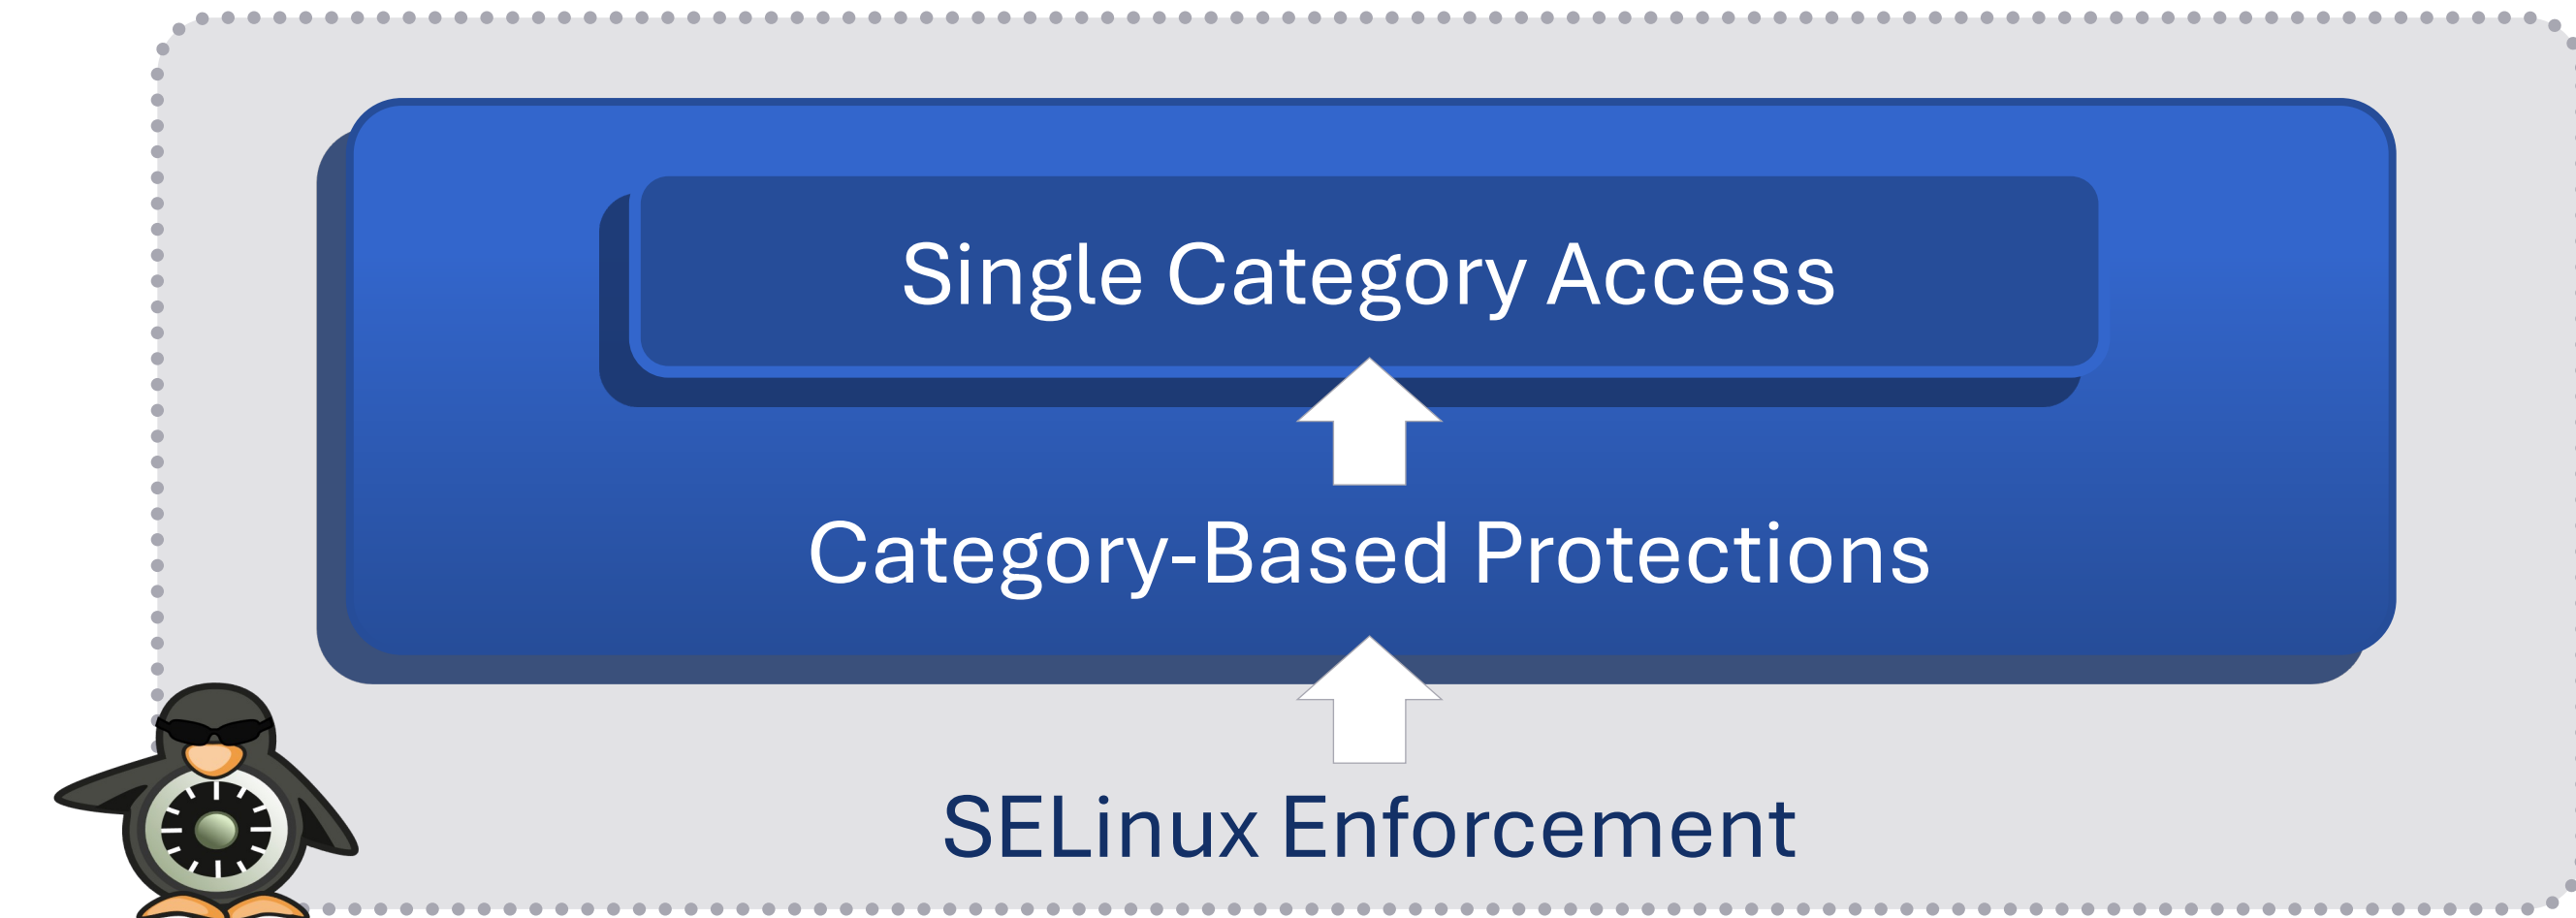 Single Category Access
Category-Based Protections
SELinux Enforcement